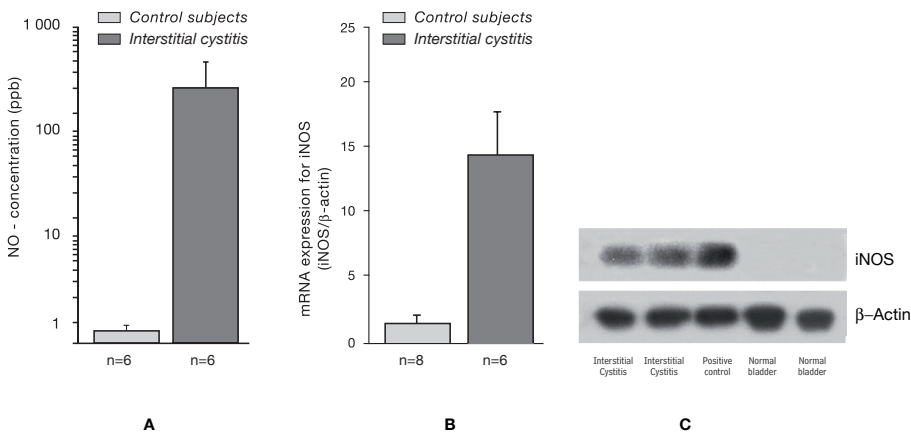 Control subjects
Interstitial cystitis
NO - concentration (ppb)
1 000
100
10
1
n=6 n=6
A
Control subjects
Interstitial cystitis
mRNA expression for iNOS
(iNOS/β-actin)
25
20
15
10
5
0
n=8 n=6
B
iNOS
β–Actin
Interstitial Cystitis
Interstitial Cystitis
Positive control
Normal bladder
Normal bladder
C